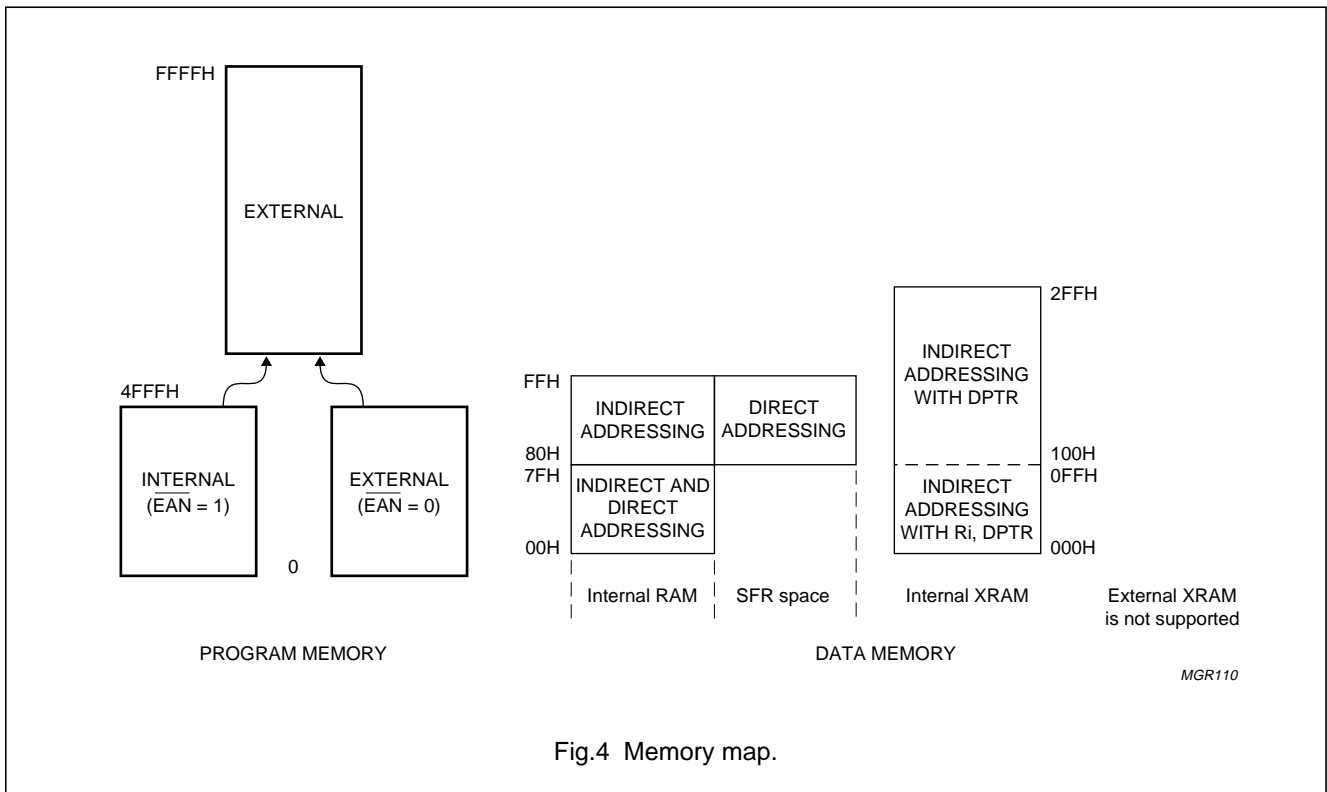 FFFFH
EXTERNAL
4FFFH
INTERNAL
(EAN = 1)
0
EXTERNAL
(EAN = 0)
PROGRAM MEMORY
FFH
80H
7FH
00H
INDIRECT
ADDRESSING
DIRECT
ADDRESSING
INDIRECT AND
DIRECT
ADDRESSING
Internal RAM
SFR space
2FFH
INDIRECT
ADDRESSING
WITH DPTR
100H
0FFH
INDIRECT
ADDRESSING
WITH Ri, DPTR
000H
Internal XRAM
External XRAM
is not supported
DATA MEMORY
MGR110
Fig.4 Memory map.